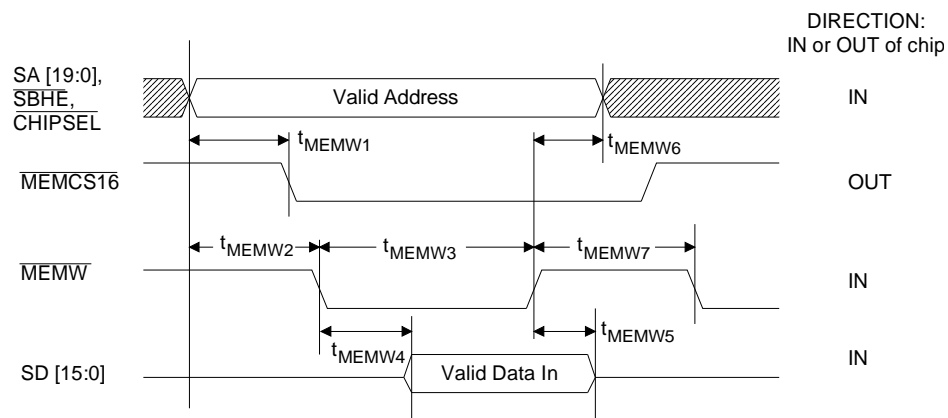 DIRECTION:
IN or OUT of chip
SA [19:0],
SBHE,
CHIPSEL
Valid Address
IN
tMEMW1
tMEMW6
MEMCS16
OUT
tMEMW2
tMEMW3
tMEMW7
MEMW
IN
tMEMW4
tMEMW5
SD [15:0]
Valid Data In
IN